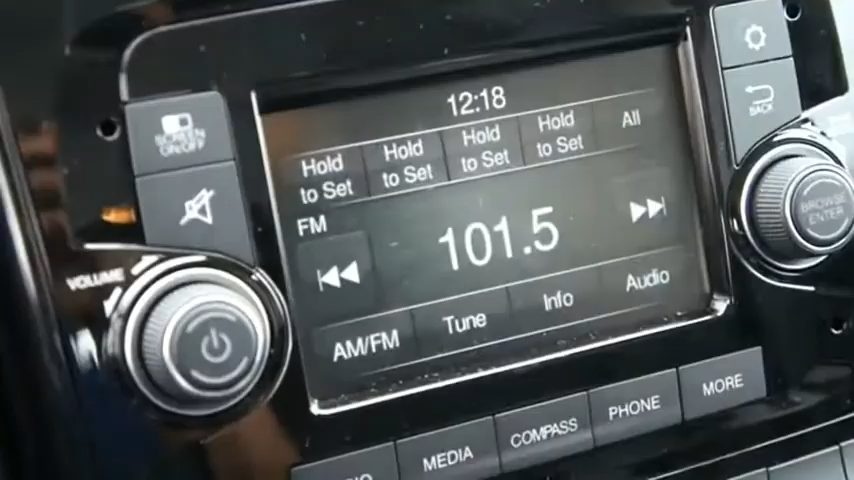 12:18
SCREEN
ON/OFF
Hold
to Set
Hold
to Set
Hold
to Set
Hold
to Set
All
BACK
FM
101.5
VOLUME
BROWSE
ENTER
AM/FM
Tune
Info
Audio
MEDIA
COMPASS
PHONE
MORE